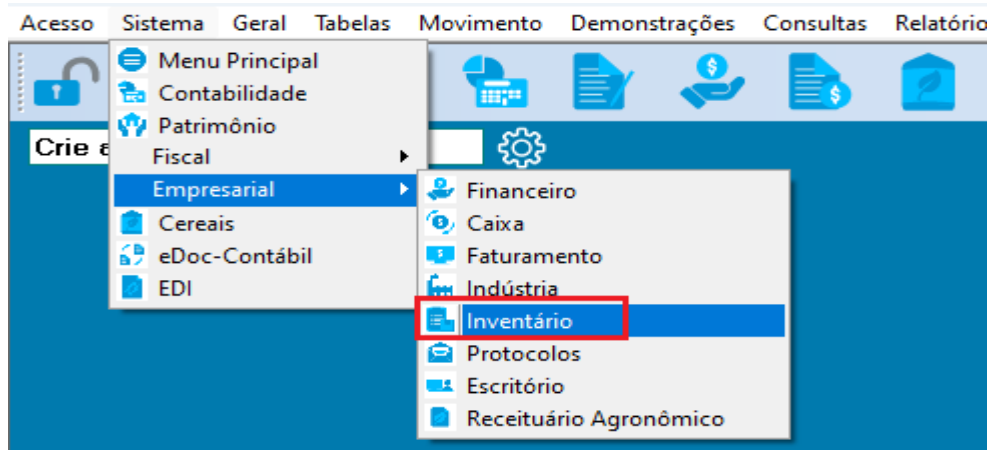 Acesso Sistema Geral Tabelas Movimento Demonstrações Consultas Relatório
Menu Principal
Contabilidade
Patrimônio
Crie
Fiscal
Empresarial
Cereais
eDoc-Contábil
EDI
Financeiro
Caixa
Faturamento
Indústria
Inventário
Protocolos
Escritório
Receituário Agronômico